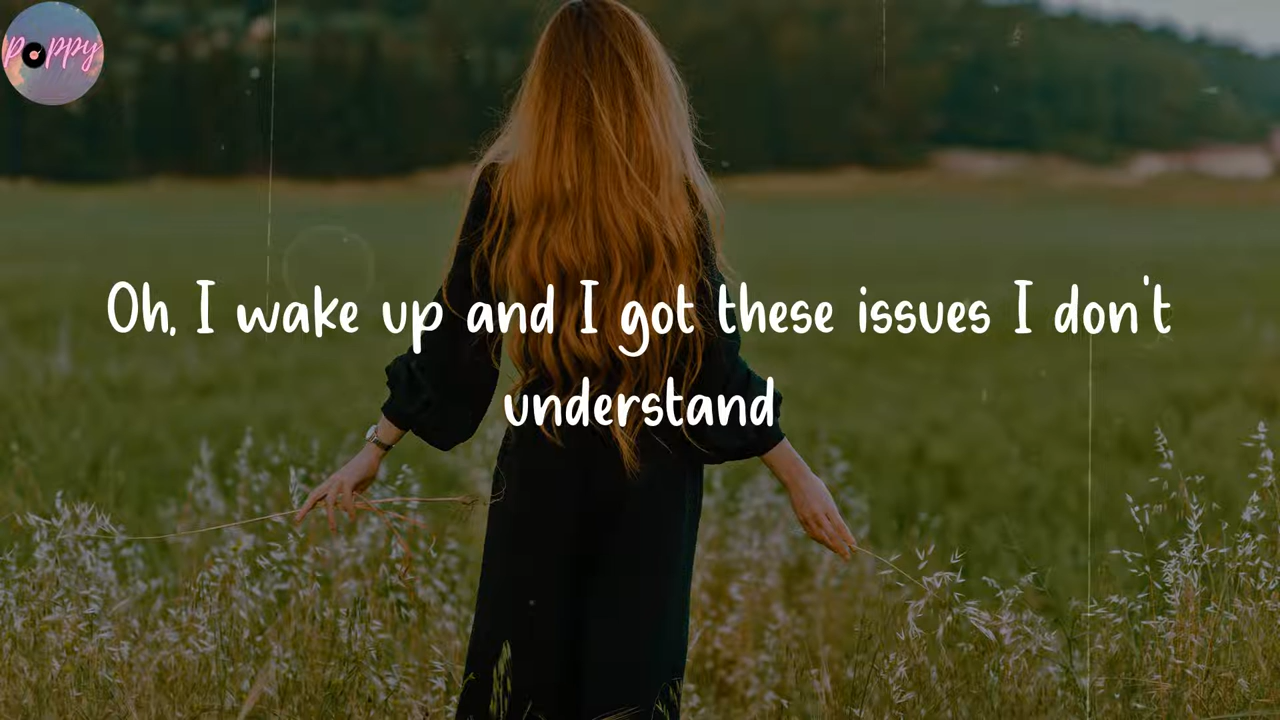 Poppy
Oh, I wake up and I got these issues I don't
understand